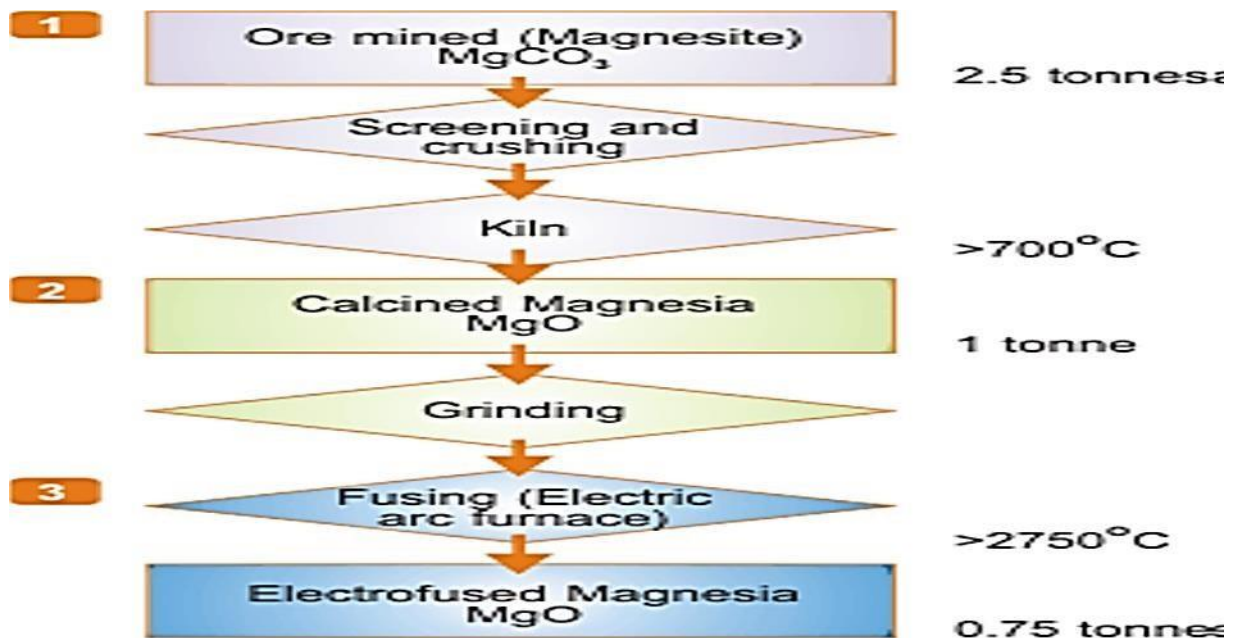 1
Ore mined (Magnesite)
MgCO₃
2.5 tonnesa
Screening and
crushing
Kiln
>700°C
2
Calcined Magnesia
MgO
1 tonne
Grinding
3
Fusing (Electric
arc furnace)
>2750°C
Electrofused Magnesia
MgO
0.75 tonnes